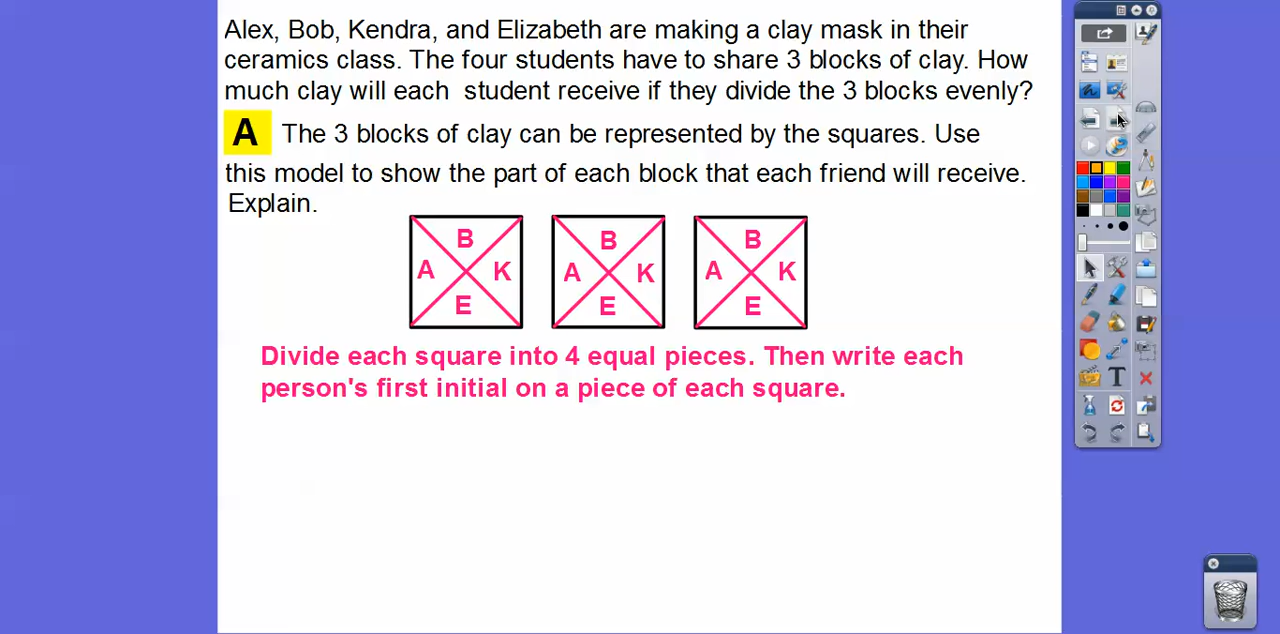 Alex, Bob, Kendra, and Elizabeth are making a clay mask in their
ceramics class. The four students have to share 3 blocks of clay. How
much clay will each  student receive if they divide the 3 blocks evenly?
A The 3 blocks of clay can be represented by the squares. Use
this model to show the part of each block that each friend will receive.
Explain.
B B B
A K A K A K
E E E
Divide each square into 4 equal pieces. Then write each
person's first initial on a piece of each square.
T